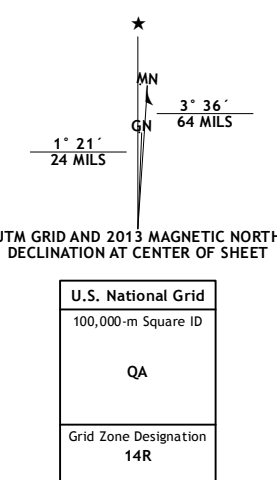 ★
MN
GN
3° 36´
64 MILS
1° 21´
24 MILS
UTM GRID AND 2013 MAGNETIC NORTH
DECLINATION AT CENTER OF SHEET
U.S. National Grid
100,000-m Square ID
QA
Grid Zone Designation
14R